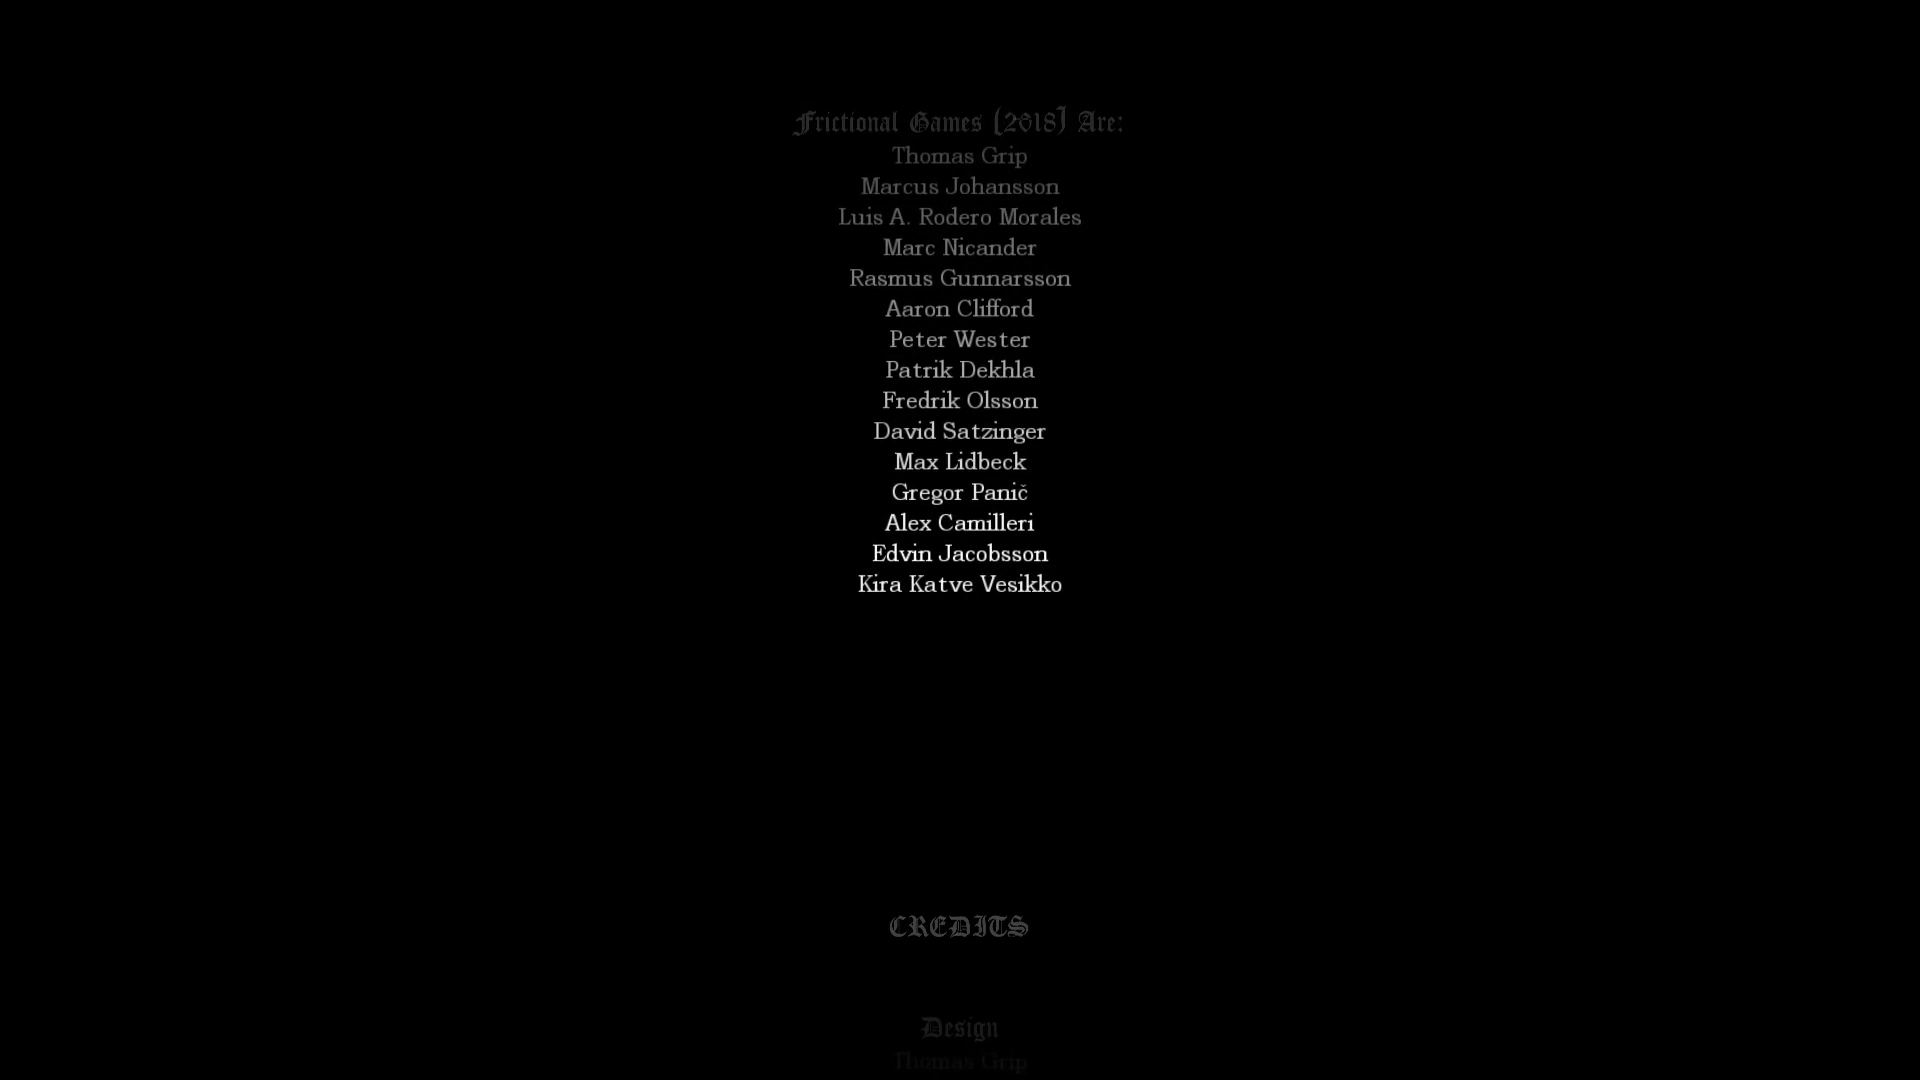 Frictional Games (2018) Are:
Thomas Grip
Marcus Johansson
Luis A. Rodero Morales
Marc Nicander
Rasmus Gunnarsson
Aaron Clifford
Peter Wester
Patrik Dekhla
Fredrik Olsson
David Satzinger
Max Lidbeck
Gregor Panič
Alex Camilleri
Edvin Jacobsson
Kira Katve Vesikko
CREDITS
Design
Thomas Grip